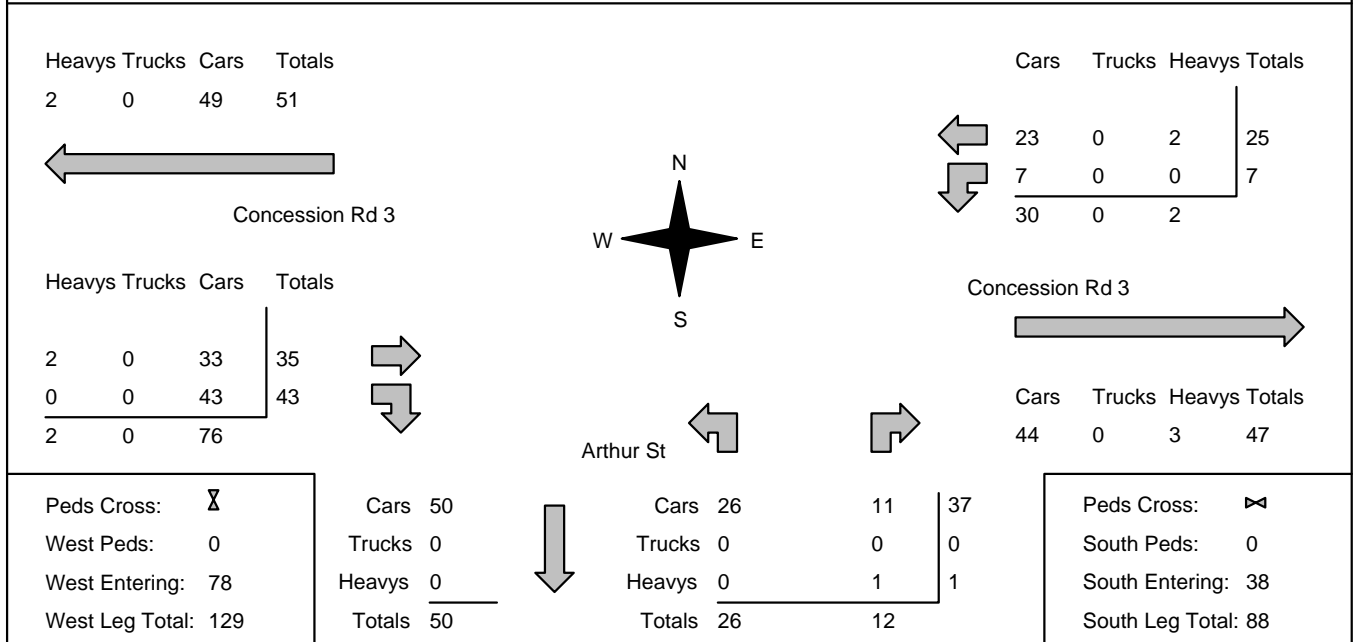 Heavys Trucks Cars Totals
2 0 49 51
Cars Trucks Heavys Totals
23 0 2 25
7 0 0 7
30 0 2
N
W E
S
Concession Rd 3
Heavys Trucks Cars Totals
2 0 33 35
0 0 43 43
2 0 76
Concession Rd 3
Cars Trucks Heavys Totals
44 0 3 47
Arthur St
Peds Cross:
West Peds: 0
West Entering: 78
West Leg Total: 129
Cars 50
Trucks 0
Heavys 0
Totals 50
Cars 26 11 37
Trucks 0 0 0
Heavys 0 1 1
Totals 26 12
Peds Cross:
South Peds: 0
South Entering: 38
South Leg Total: 88